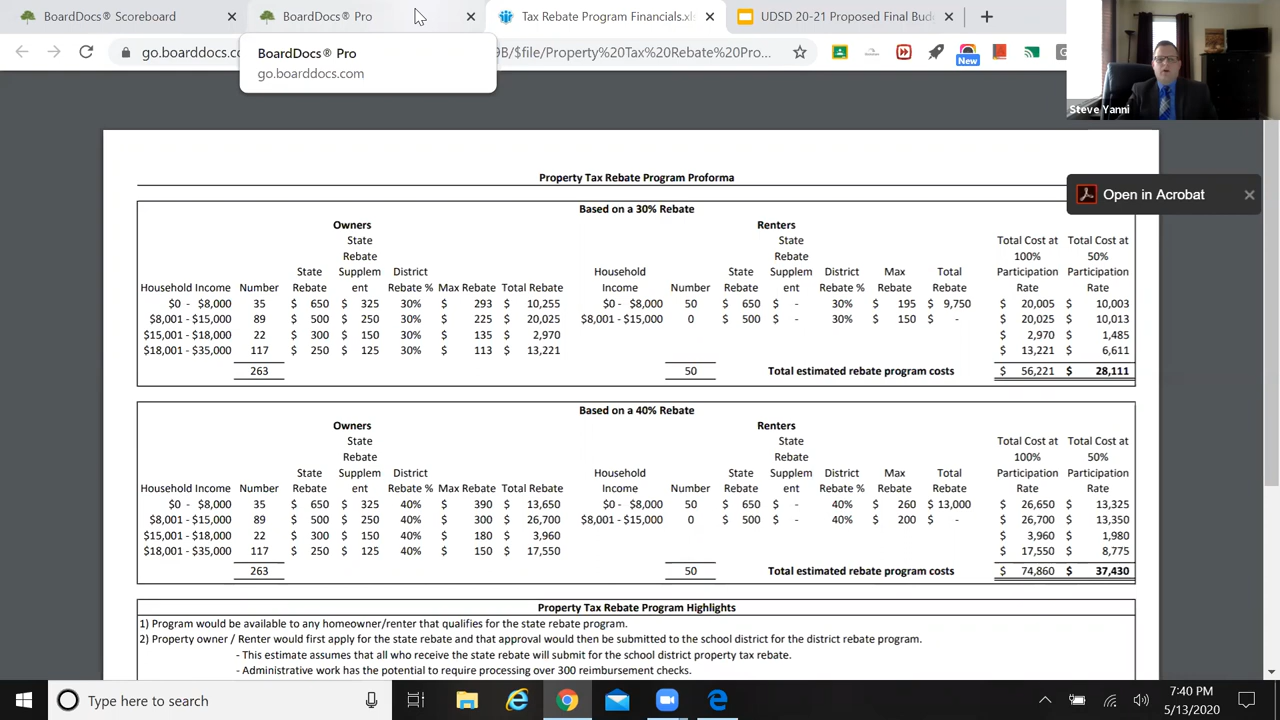 BoardDocs® Scoreboard
BoardDocs® Pro
Tax Rebate Program Financials.xls
UDSD 20-21 Proposed Final Bud
go.boarddocs.co
9B/$file/Property%20Tax%20Rebate%20Pro...
New
BoardDocs® Pro
go.boarddocs.com
Steve Yanni
Open in Acrobat
Property Tax Rebate Program Proforma
Based on a 30% Rebate
Owners Renters
State State
Rebate Rebate Total Cost at Total Cost at
State Supplem District Household State Supplem District Max Total 100% 50%
Participation Participation
Household Income Number Rebate ent Rebate % Max Rebate Total Rebate Income Number Rebate ent Rebate % Rebate Rebate Rate Rate
$0 - $8,000 35 $ 650 $ 325 30% $ 293 $ 10,255 $0 - $8,000 50 $ 650 $ - 30% $ 195 $ 9,750 $ 20,005 $ 10,003
$8,001 - $15,000 89 $ 500 $ 250 30% $ 225 $ 20,025 $8,001 - $15,000 0 $ 500 $ - 30% $ 150 $ - $ 20,025 $ 10,013
$15,001 - $18,000 22 $ 300 $ 150 30% $ 135 $ 2,970 $ 2,970 $ 1,485
$18,001 - $35,000 117 $ 250 $ 125 30% $ 113 $ 13,221 $ 13,221 $ 6,611
263 50 Total estimated rebate program costs $ 56,221 $ 28,111
Based on a 40% Rebate
Owners Renters
State State
Rebate Rebate Total Cost at Total Cost at
State Supplem District Household State Supplem District Max Total 100% 50%
Participation Participation
Household Income Number Rebate ent Rebate % Max Rebate Total Rebate Income Number Rebate ent Rebate % Rebate Rebate Rate Rate
$0 - $8,000 35 $ 650 $ 325 40% $ 390 $ 13,650 $0 - $8,000 50 $ 650 $ - 40% $ 260 $ 13,000 $ 26,650 $ 13,325
$8,001 - $15,000 89 $ 500 $ 250 40% $ 300 $ 26,700 $8,001 - $15,000 0 $ 500 $ - 40% $ 200 $ - $ 26,700 $ 13,350
$15,001 - $18,000 22 $ 300 $ 150 40% $ 180 $ 3,960 $ 3,960 $ 1,980
$18,001 - $35,000 117 $ 250 $ 125 40% $ 150 $ 17,550 $ 17,550 $ 8,775
263 50 Total estimated rebate program costs $ 74,860 $ 37,430
Property Tax Rebate Program Highlights
1) Program would be available to any homeowner/renter that qualifies for the state rebate program.
2) Property owner / Renter would first apply for the state rebate and that approval would then be submitted to the school district for the district rebate program.
- This estimate assumes that all who receive the state rebate will submit for the school district property tax rebate.
- Administrative work has the potential to require processing over 300 reimbursement checks.
Type here to search
7:40 PM
5/13/2020